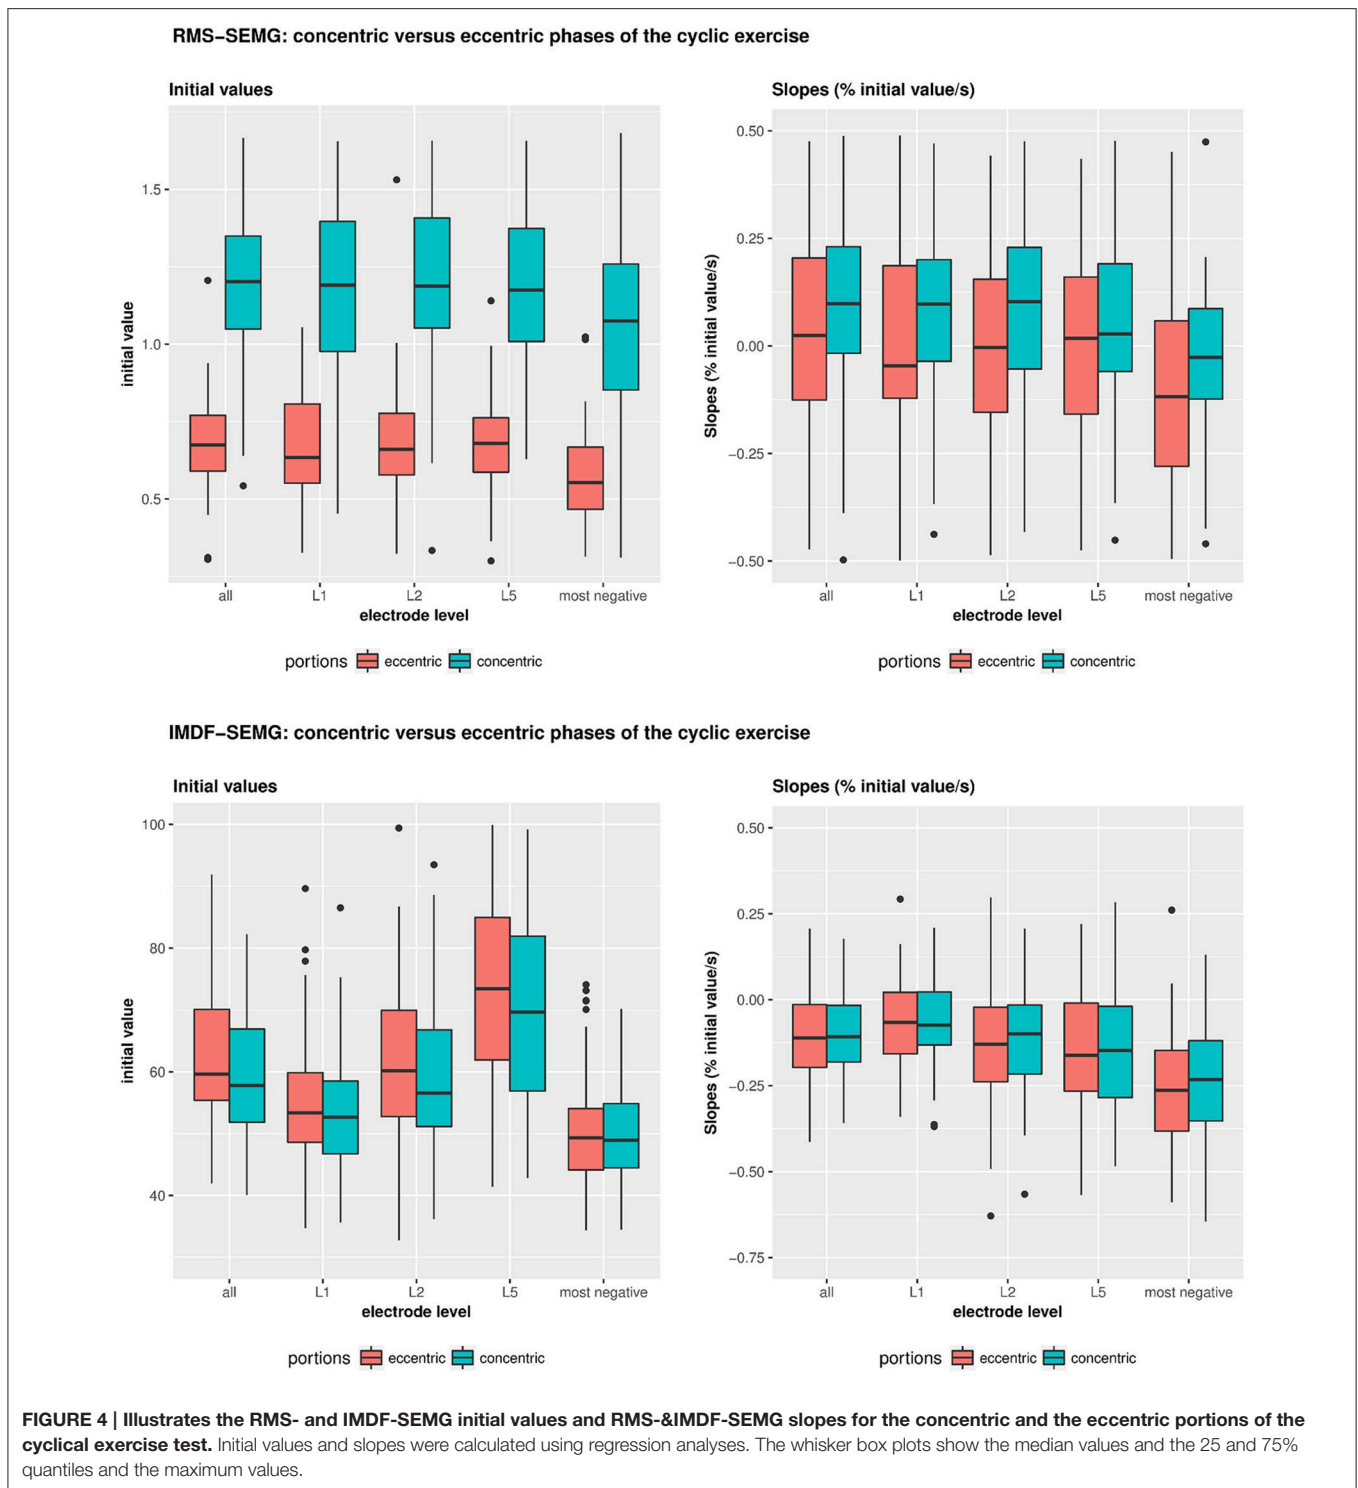 RMS–SEMG: concentric versus eccentric phases of the cyclic exercise
Initial values
initial value
1.5
1.0
0.5
all L1 L2 L5 most negative
electrode level
portions eccentric concentric
Slopes (% initial value/s)
Slopes (% initial value/s)
0.50
0.25
0.00
−0.25
−0.50
all L1 L2 L5 most negative
electrode level
portions eccentric concentric
IMDF–SEMG: concentric versus eccentric phases of the cyclic exercise
Initial values
initial value
100
80
60
40
all L1 L2 L5 most negative
electrode level
portions eccentric concentric
Slopes (% initial value/s)
Slopes (% initial value/s)
0.50
0.25
0.00
−0.25
−0.50
−0.75
all L1 L2 L5 most negative
electrode level
portions eccentric concentric
FIGURE 4 | Illustrates the RMS- and IMDF-SEMG initial values and RMS-&IMDF-SEMG slopes for the concentric and the eccentric portions of the
cyclical exercise test. Initial values and slopes were calculated using regression analyses. The whisker box plots show the median values and the 25 and 75%
quantiles and the maximum values.